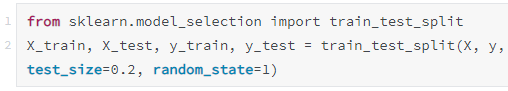 1 from sklearn.model_selection import train_test_split
2 X_train, X_test, y_train, y_test = train_test_split(X, y,
test_size=0.2, random_state=1)